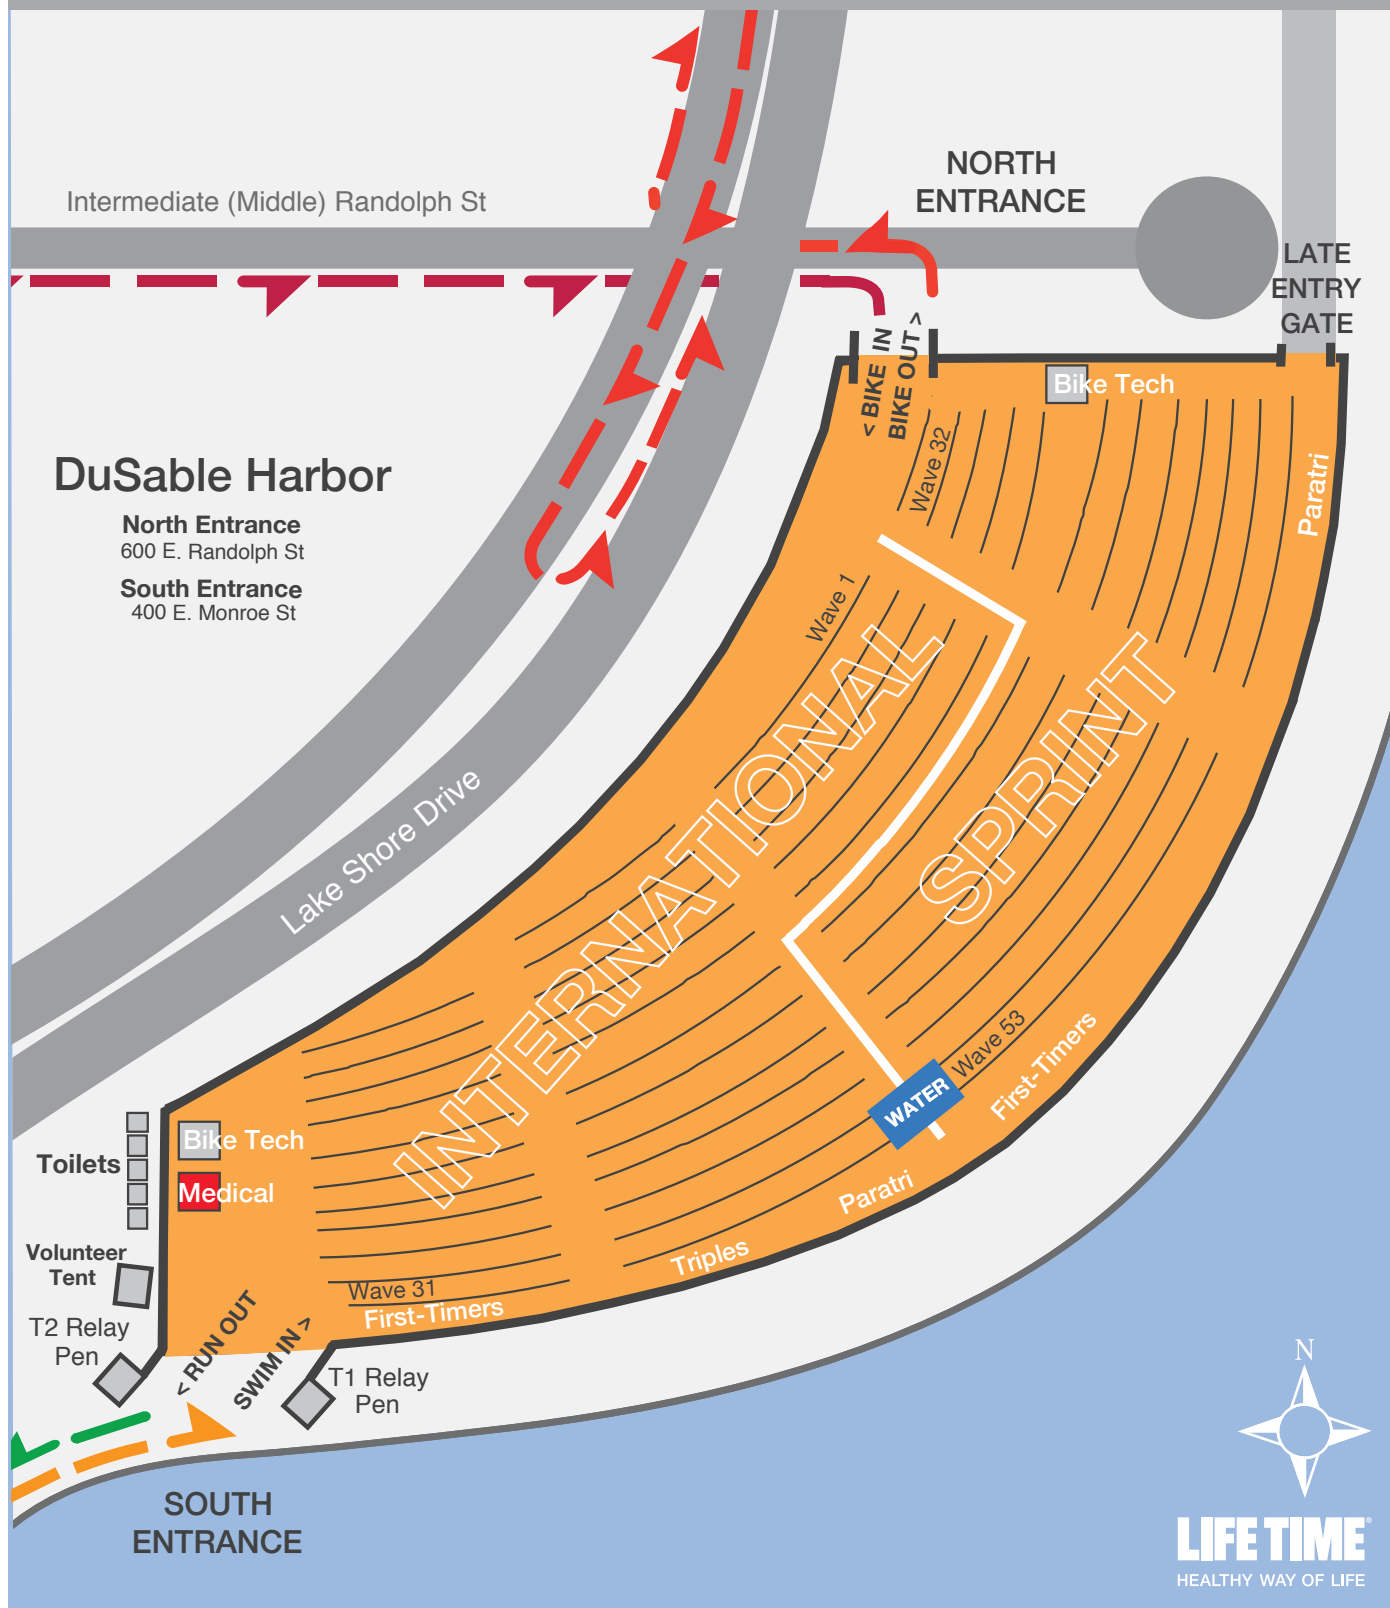 NORTH
ENTRANCE
Intermediate (Middle) Randolph St
LATE
ENTRY
GATE
< BIKE IN
BIKE OUT >
Bike Tech
Wave 32
Paratri
DuSable Harbor
North Entrance
600 E. Randolph St
South Entrance
400 E. Monroe St
Wave 1
INTERNATIONAL
SPRINT
Lake Shore Drive
Wave 53
First-Timers
WATER
Bike Tech
Toilets
Medical
Paratri
Volunteer
Tent
Triples
Wave 31
First-Timers
T2 Relay
Pen
< RUN OUT
SWIM IN >
T1 Relay
Pen
N
SOUTH
ENTRANCE
LIFE TIME®
HEALTHY WAY OF LIFE